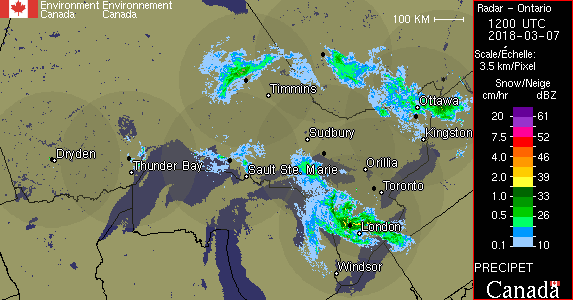 Environment Environnement
Canada Canada
100 KM
Timmins
Ottawa
Kingston
Sudbury
Dryden
Thunder Bay
Sault Ste. Marie
Orillia
Toronto
London
Windsor
Radar - Ontario
1200 UTC
2018-03-07
Scale/Échelle:
3.5 km/Pixel
Snow/Neige
cm/hr dBZ
20 61
7.5 52
4.0 46
2.0 39
1.0 33
0.5 26
0.1 10
PRECIPET
Canada